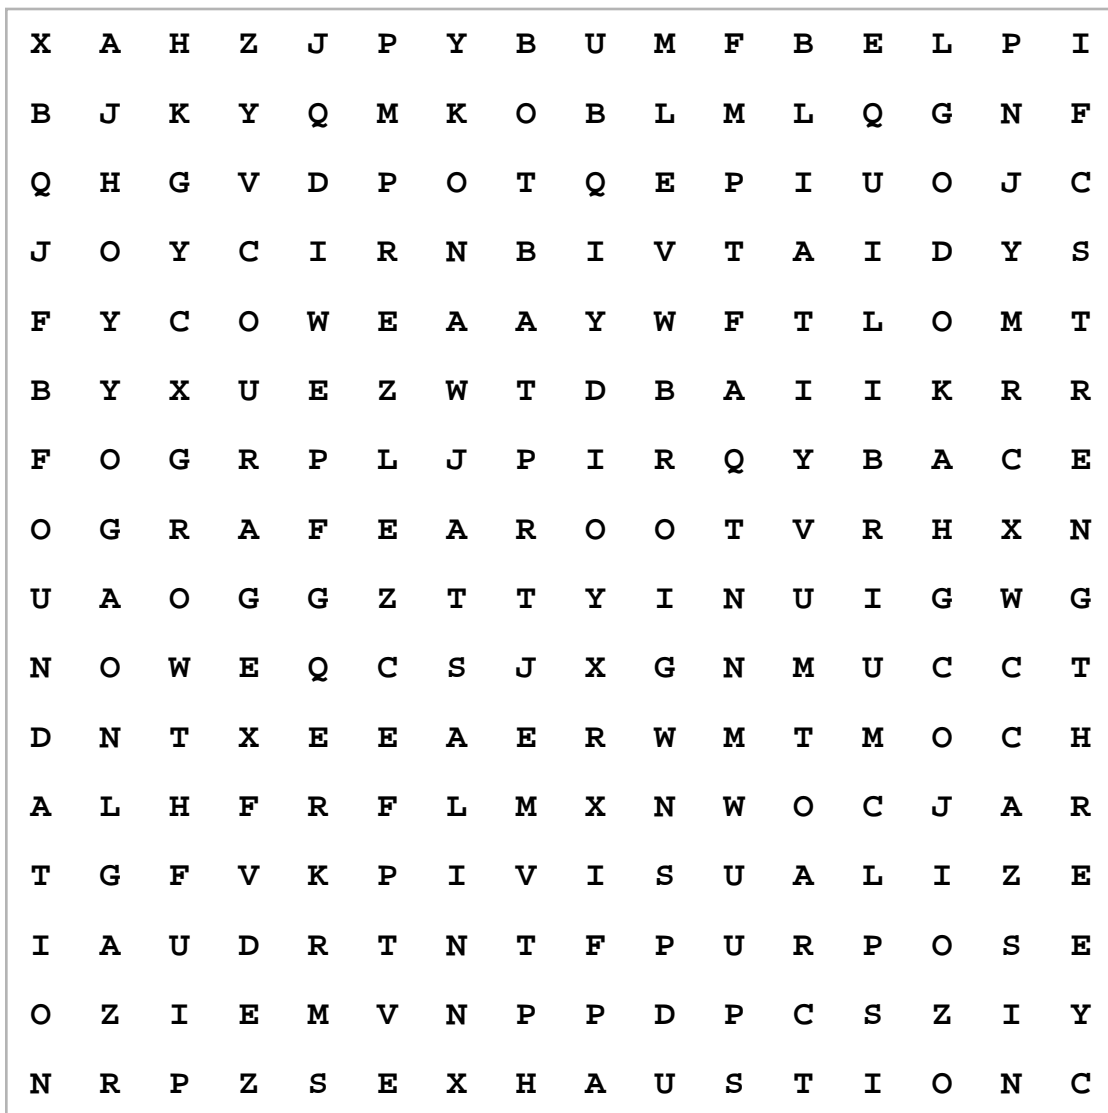 X A H Z J P Y B U M F B E L P I
B J K Y Q M K O B L M L Q G N F
Q H G V D P O T Q E P I U O J C
J O Y C I R N B I V T A I D Y S
F Y C O W E A A Y W F T L O M T
B Y X U E Z W T D B A I I K R R
F O G R P L J P I R Q Y B A C E
O G R A F E A R O O T V R H X N
U A O G G Z T T Y I N U I G W G
N O W E Q C S J X G N M U C C T
D N T X E E A E R W M T M O C H
A L H F R F L M X N W O C J A R
T G F V K P I V I S U A L I Z E
I A U D R T N T F P U R P O S E
O Z I E M V N P P D P C S Z I Y
N R P Z S E X H A U S T I O N C